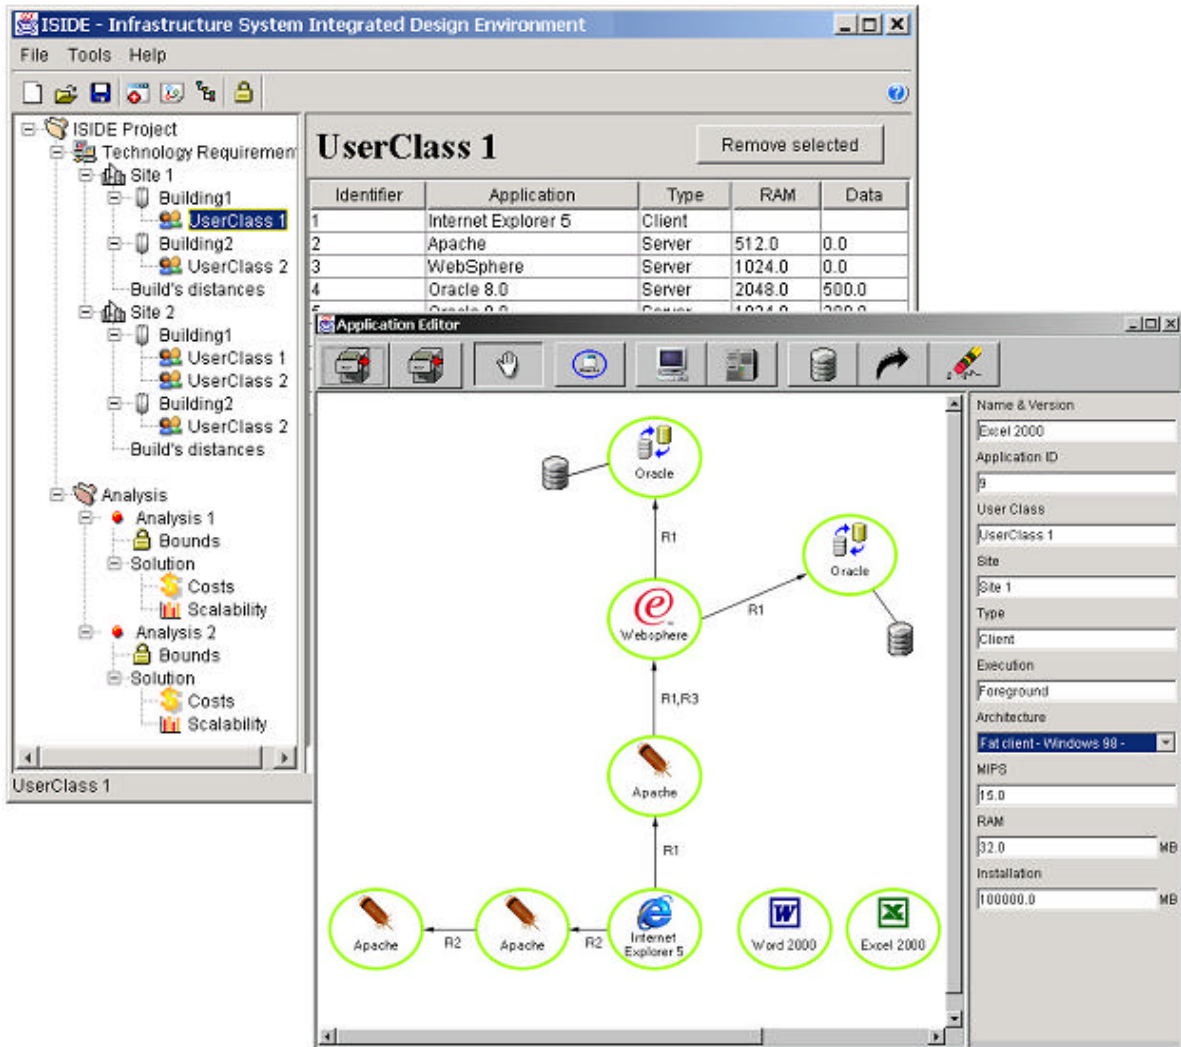 ISIDE - Infrastructure System Integrated Design Environment
File Tools Help
ISIDE Project
Technology Requiremen
Site 1
Building1
UserClass 1
Building2
UserClass 2
Build's distances
Site 2
Building1
UserClass 1
UserClass 2
Building2
UserClass 2
Build's distances
Analysis
Analysis 1
Bounds
Solution
Costs
Scalability
Analysis 2
Bounds
Solution
Costs
Scalability
UserClass 1
UserClass 1 Remove selected
Identifier Application Type RAM Data
1 Internet Explorer 5 Client
2 Apache Server 512.0 0.0
3 WebSphere Server 1024.0 0.0
4 Oracle 8.0 Server 2048.0 500.0
Application Editor
Oracle
R1
Oracle
Websphere
R1
R1,R3
Apache
R1
Apache
R2
Apache
R2
Internet
Explorer 5
Word 2000
Excel 2000
Name & Version
Excel 2000
Application ID
9
User Class
UserClass 1
Site
Site 1
Type
Client
Execution
Foreground
Architecture
Fat client - Windows 98 -
MIPS
15.0
RAM
32.0 MB
Installation
100000.0 MB